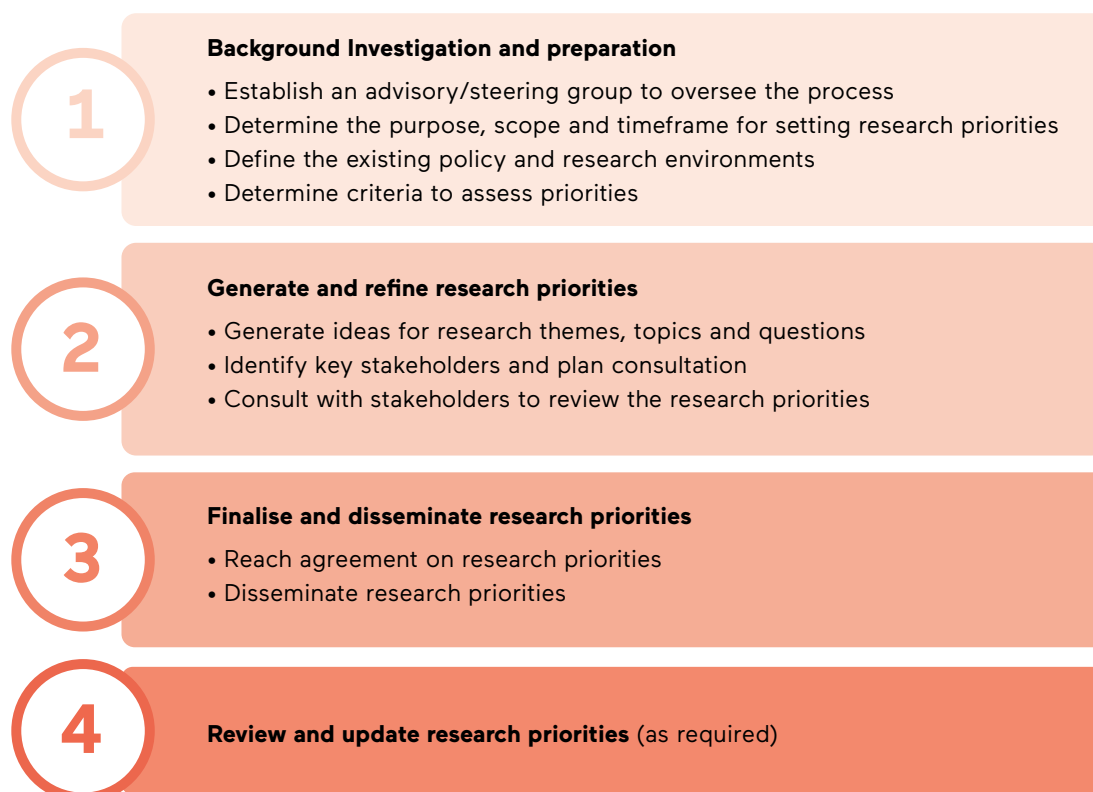 1
Background Investigation and preparation
• Establish an advisory/steering group to oversee the process
• Determine the purpose, scope and timeframe for setting research priorities
• Define the existing policy and research environments
• Determine criteria to assess priorities
2
Generate and refine research priorities
• Generate ideas for research themes, topics and questions
• Identify key stakeholders and plan consultation
• Consult with stakeholders to review the research priorities
3
Finalise and disseminate research priorities
• Reach agreement on research priorities
• Disseminate research priorities
4
Review and update research priorities (as required)